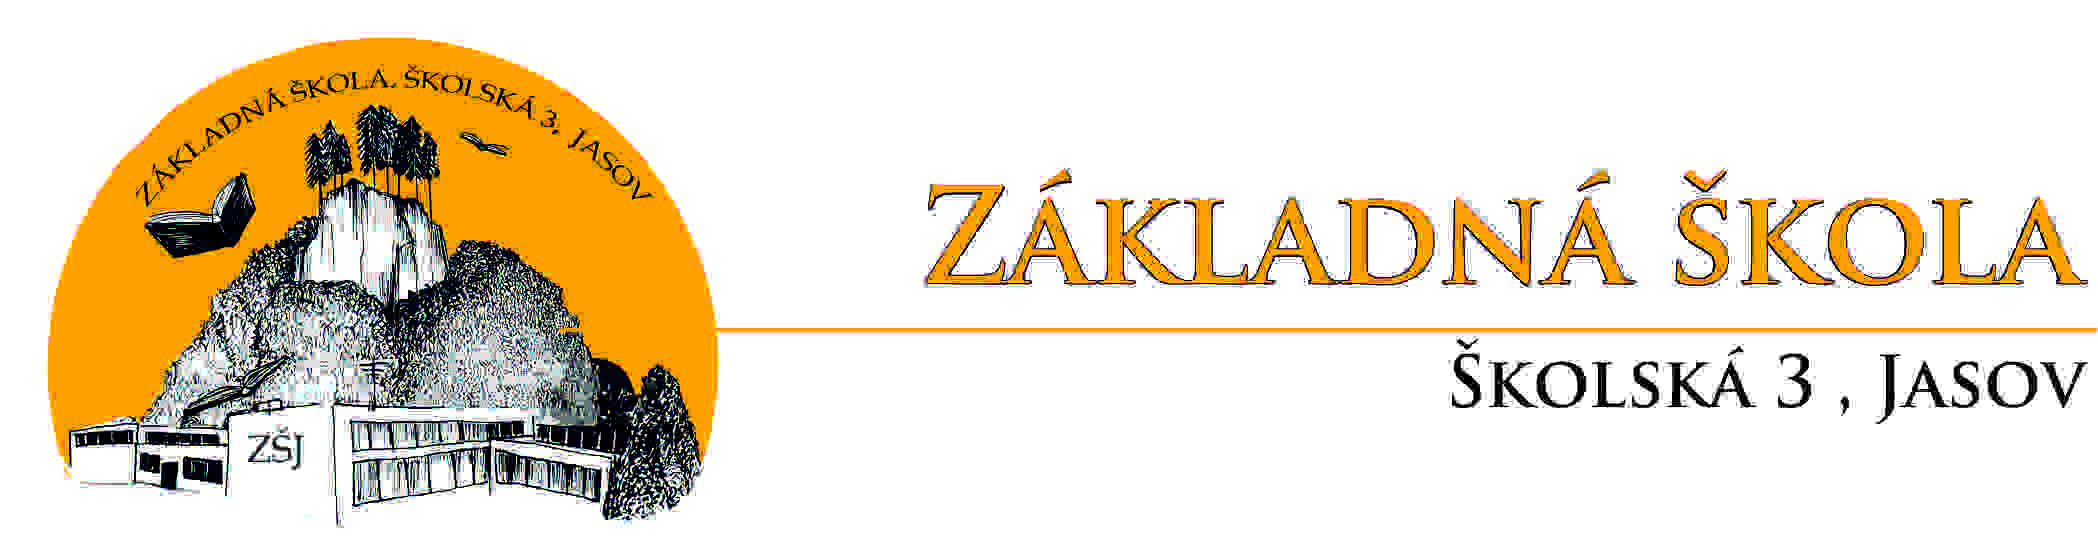 ZÁKLADNÁ ŠKOLA, ŠKOLSKÁ 3, JASOV
ZŠJ
ZÁKLADNÁ ŠKOLA
ŠKOLSKÁ 3 , JASOV